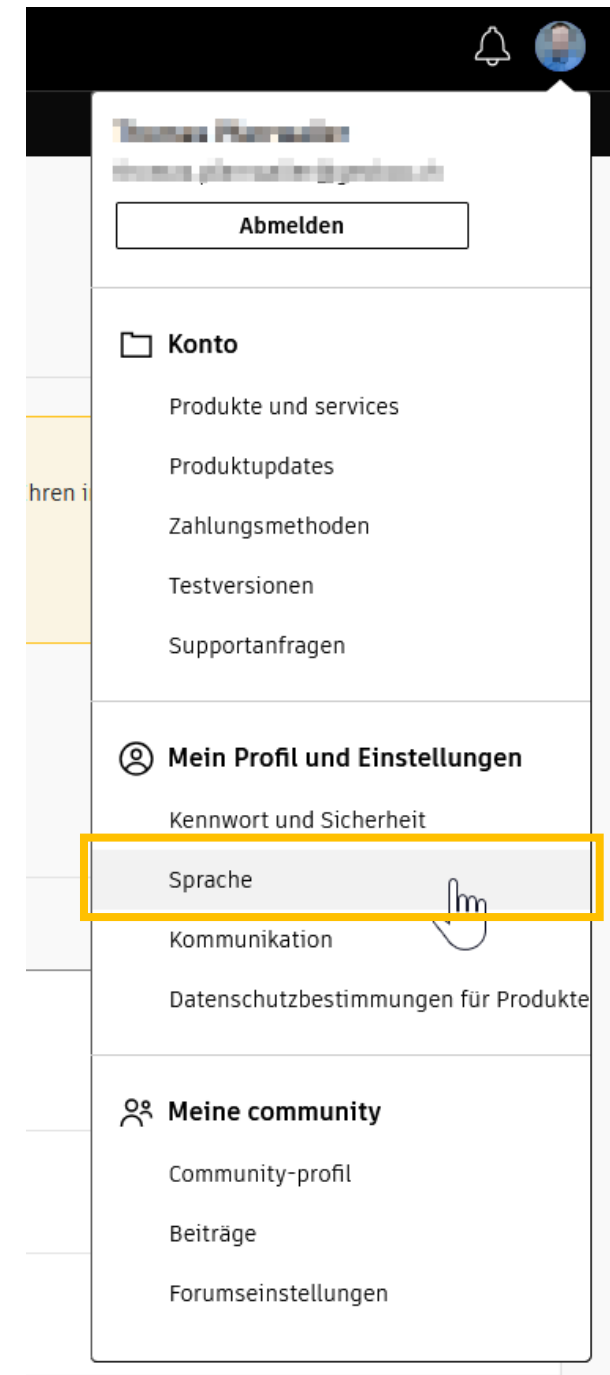 Abmelden
Konto
Produkte und services
Produktupdates
hren i
Zahlungsmethoden
Testversionen
Supportanfragen
Mein Profil und Einstellungen
Kennwort und Sicherheit
Sprache
Kommunikation
Datenschutzbestimmungen für Produkte
Meine community
Community-profil
Beiträge
Forumseinstellungen